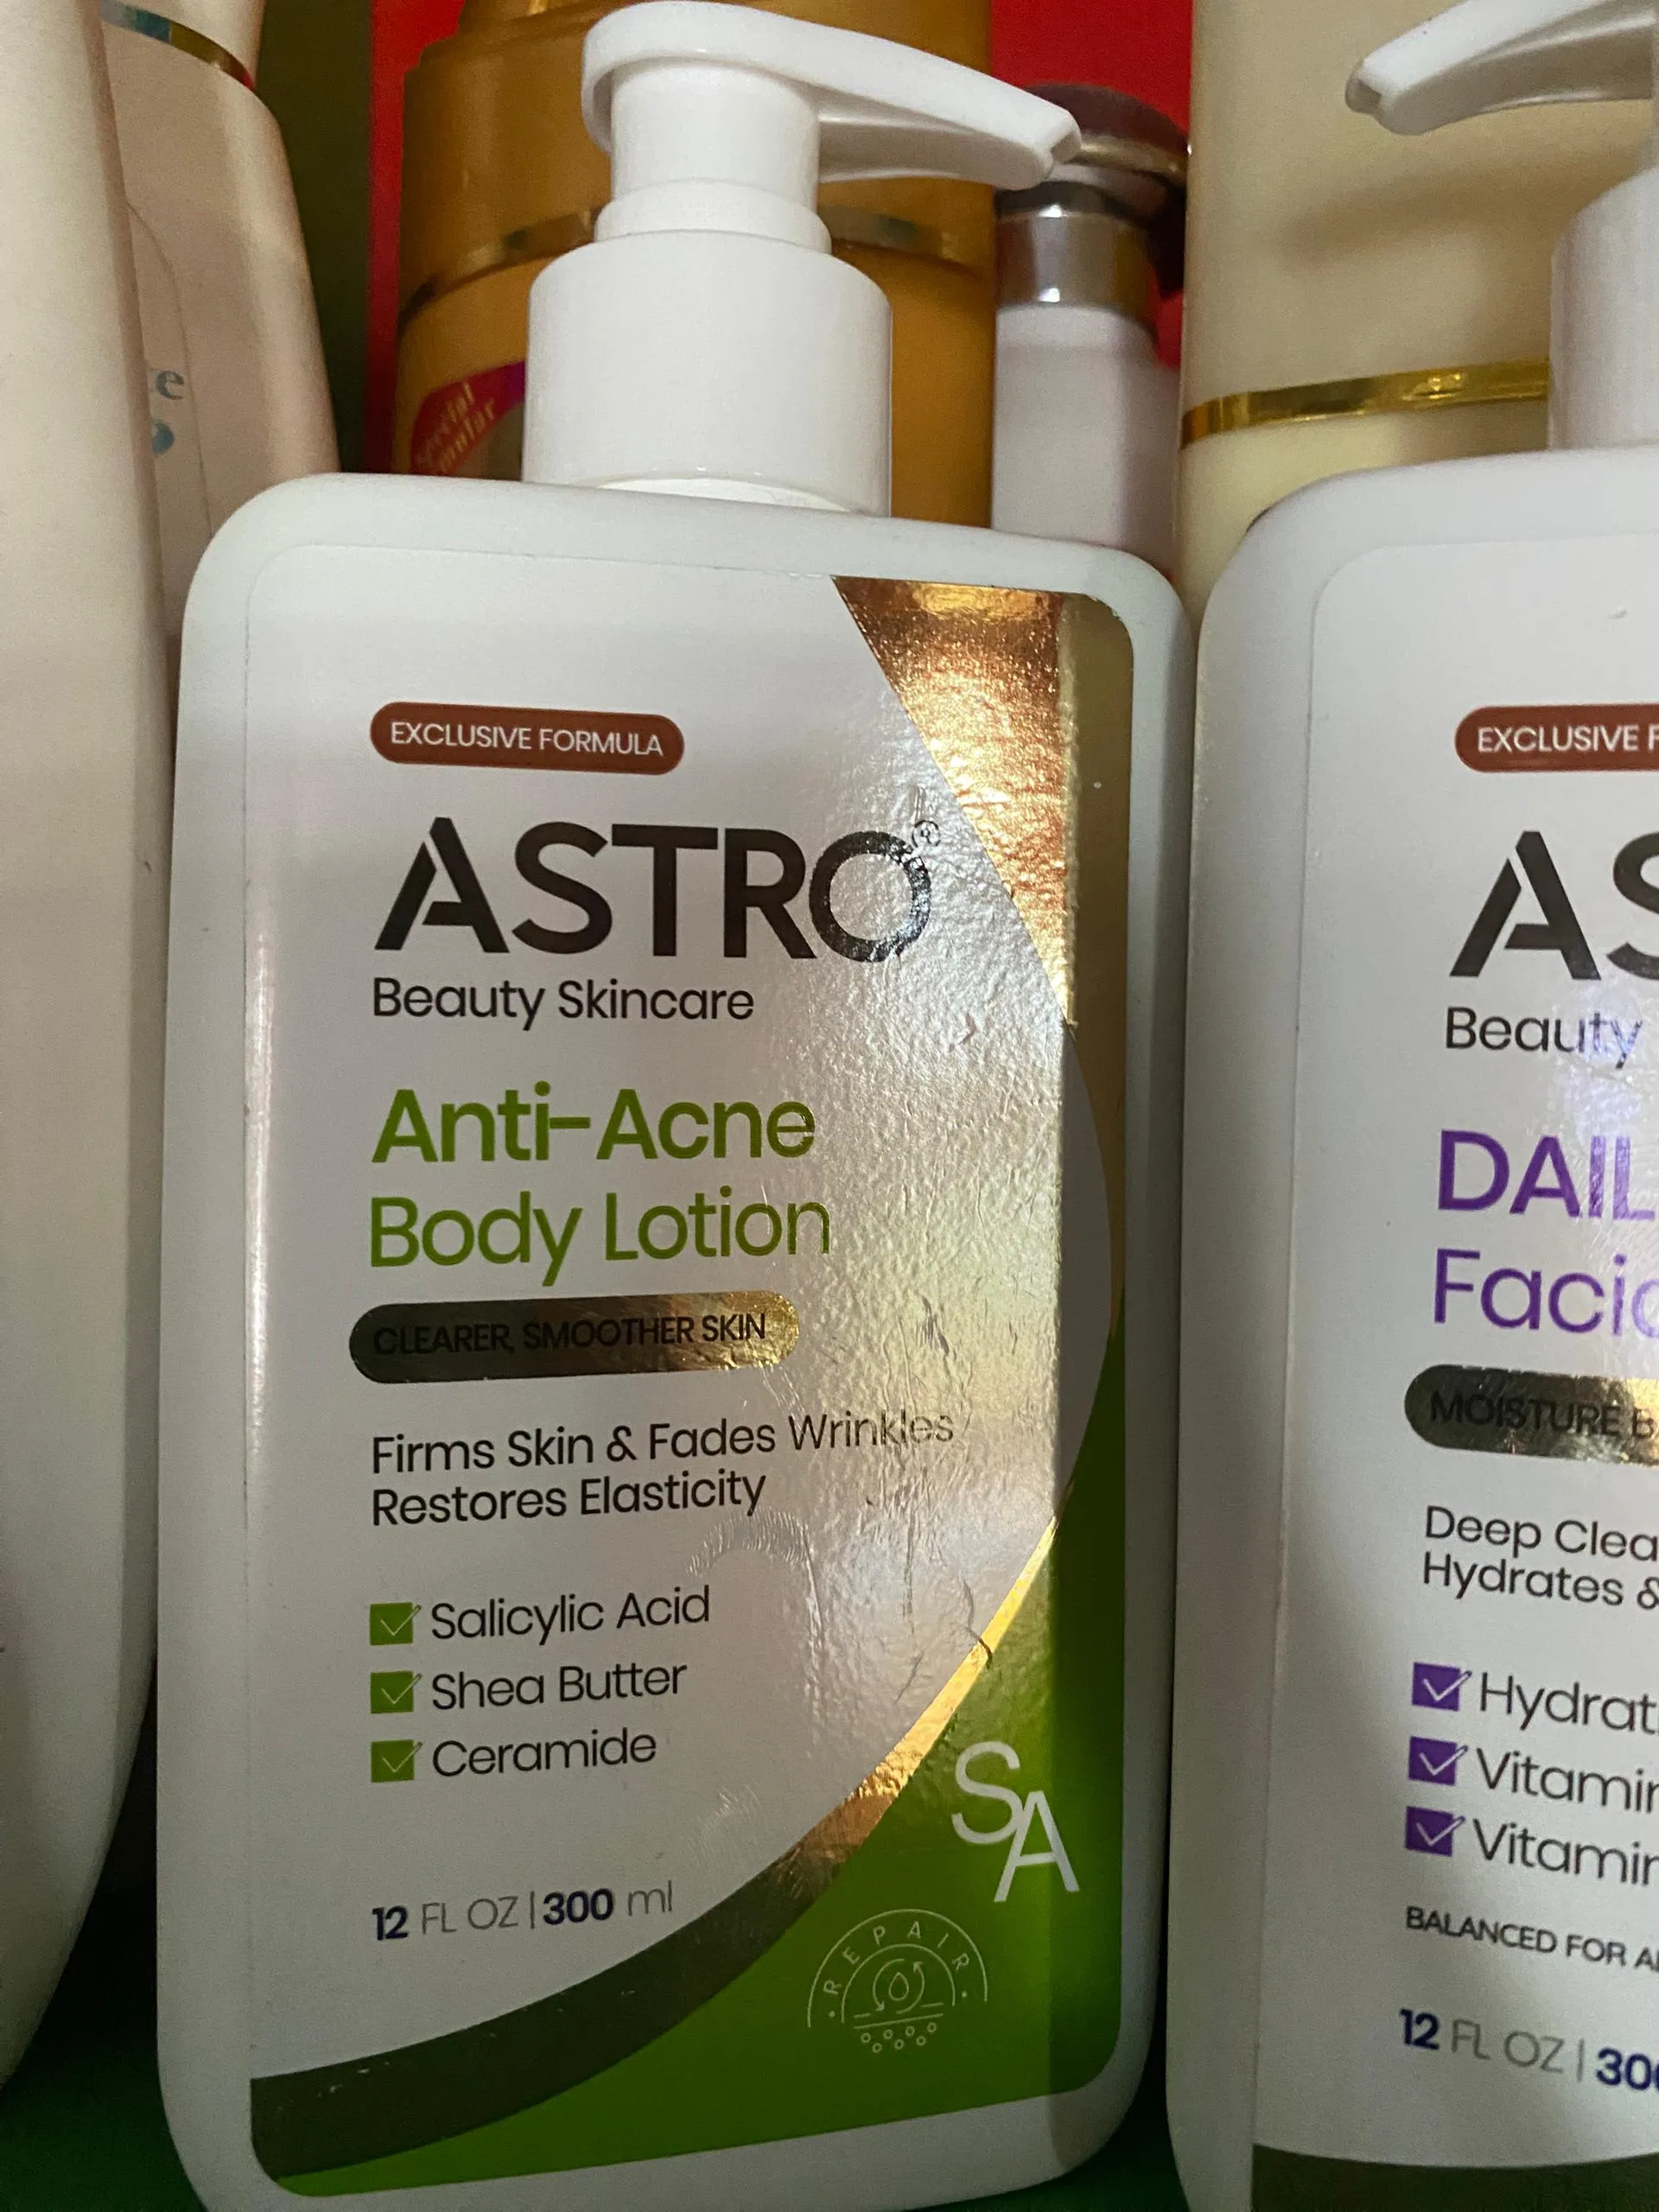 e
Special
EXCLUSIVE FORMULA
ASTRO®
Beauty Skincare
Anti-Acne
Body Lotion
CLEARER, SMOOTHER SKIN
Firms Skin & Fades Wrinkles
Restores Elasticity
Salicylic Acid
Shea Butter
Ceramide
12 FL OZ | 300 ml
SA
REPAIR
EXCLUSIVE F
AS
Beauty
DAIL
Facia
MOISTURE B
Deep Clea
Hydrates &
Hydrat
Vitamin
Vitamin
BALANCED FOR A
12 FL OZ | 300